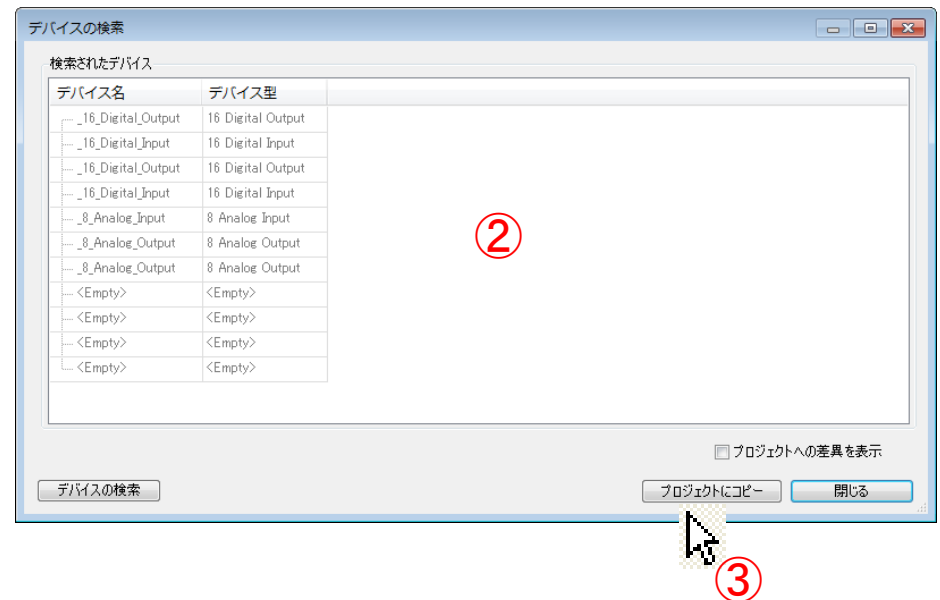 デバイスの検索
検索されたデバイス
デバイス名 デバイス型
_16_Digital_Output 16 Digital Output
_16_Digital_Input 16 Digital Input
_16_Digital_Output 16 Digital Output
_16_Digital_Input 16 Digital Input
_8_Analog_Input 8 Analog Input
_8_Analog_Output 8 Analog Output
_8_Analog_Output 8 Analog Output
<Empty> <Empty>
<Empty> <Empty>
<Empty> <Empty>
<Empty> <Empty>
②
プロジェクトへの差異を表示
デバイスの検索 プロジェクトにコピー 閉じる
③